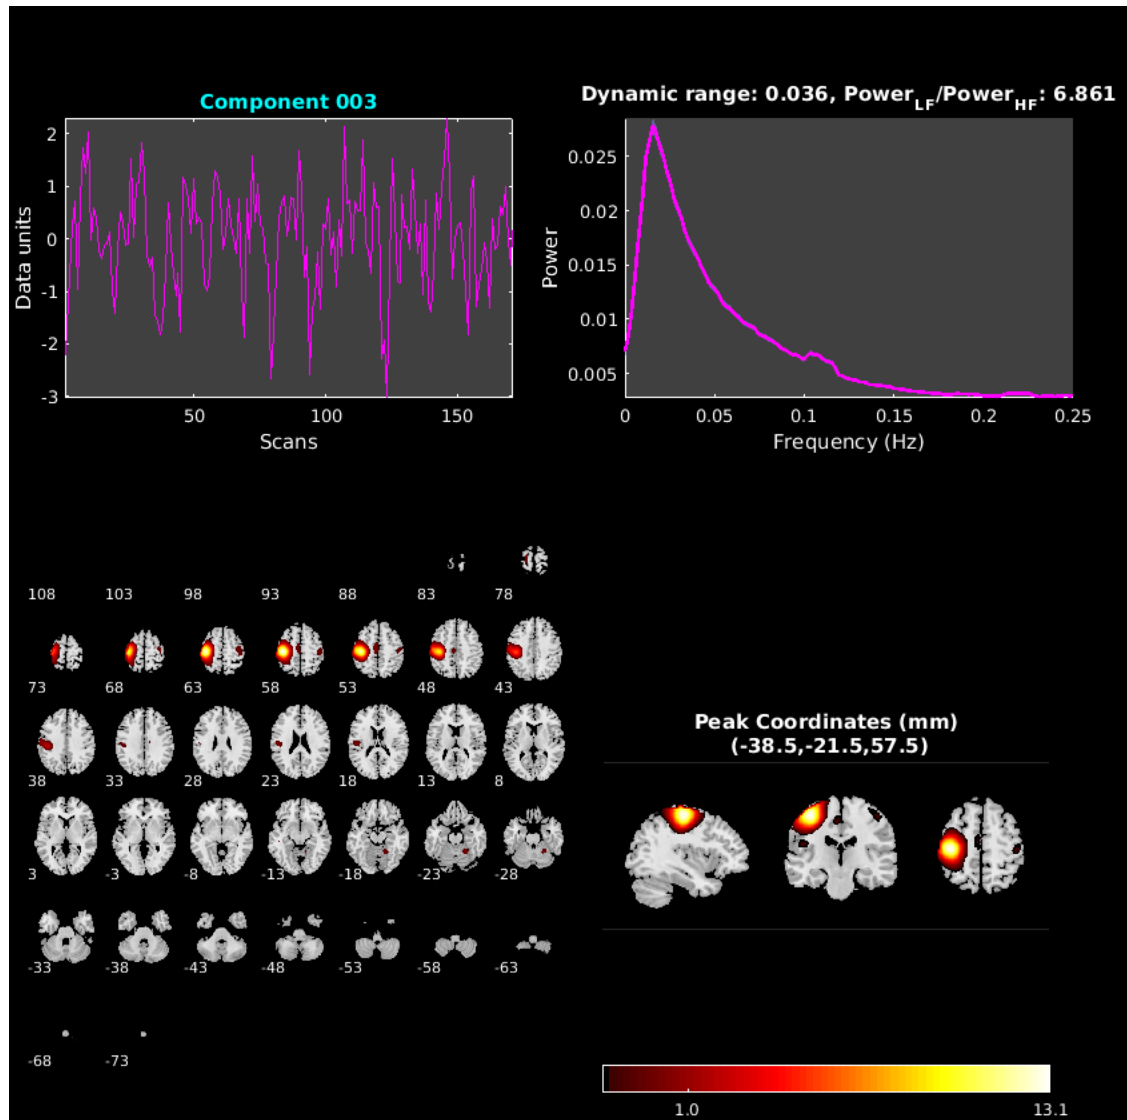 Component 003
2
1
0
-1
-2
-3
Data units
50 100 150
Scans
Dynamic range: 0.036, Power_LF/Power_HF: 6.861
0.025
0.02
0.015
0.01
0.005
Power
0 0.05 0.1 0.15 0.2 0.25
Frequency (Hz)
108 103 98 93 88 83 78
73 68 63 58 53 48 43
38 33 28 23 18 13 8
3 -3 -8 -13 -18 -23 -28
-33 -38 -43 -48 -53 -58 -63
-68 -73
Peak Coordinates (mm)
(-38.5,-21.5,57.5)
1.0 13.1